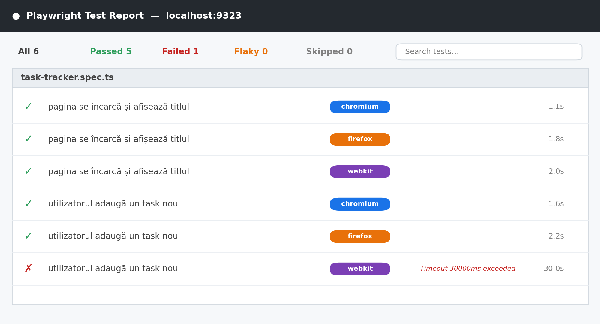 Playwright Test Report — localhost:9323
All 6 Passed 5 Failed 1 Flaky 0 Skipped 0 Search tests...
task-tracker.spec.ts
✓ pagina se încarcă și afișează titlul chromium 1.1s
✓ pagina se încarcă și afișează titlul firefox 1.8s
✓ pagina se încarcă și afișează titlul webkit 2.0s
✓ utilizatorul adaugă un task nou chromium 1.6s
✓ utilizatorul adaugă un task nou firefox 2.2s
✗ utilizatorul adaugă un task nou webkit Timeout 30000ms exceeded. 30.0s